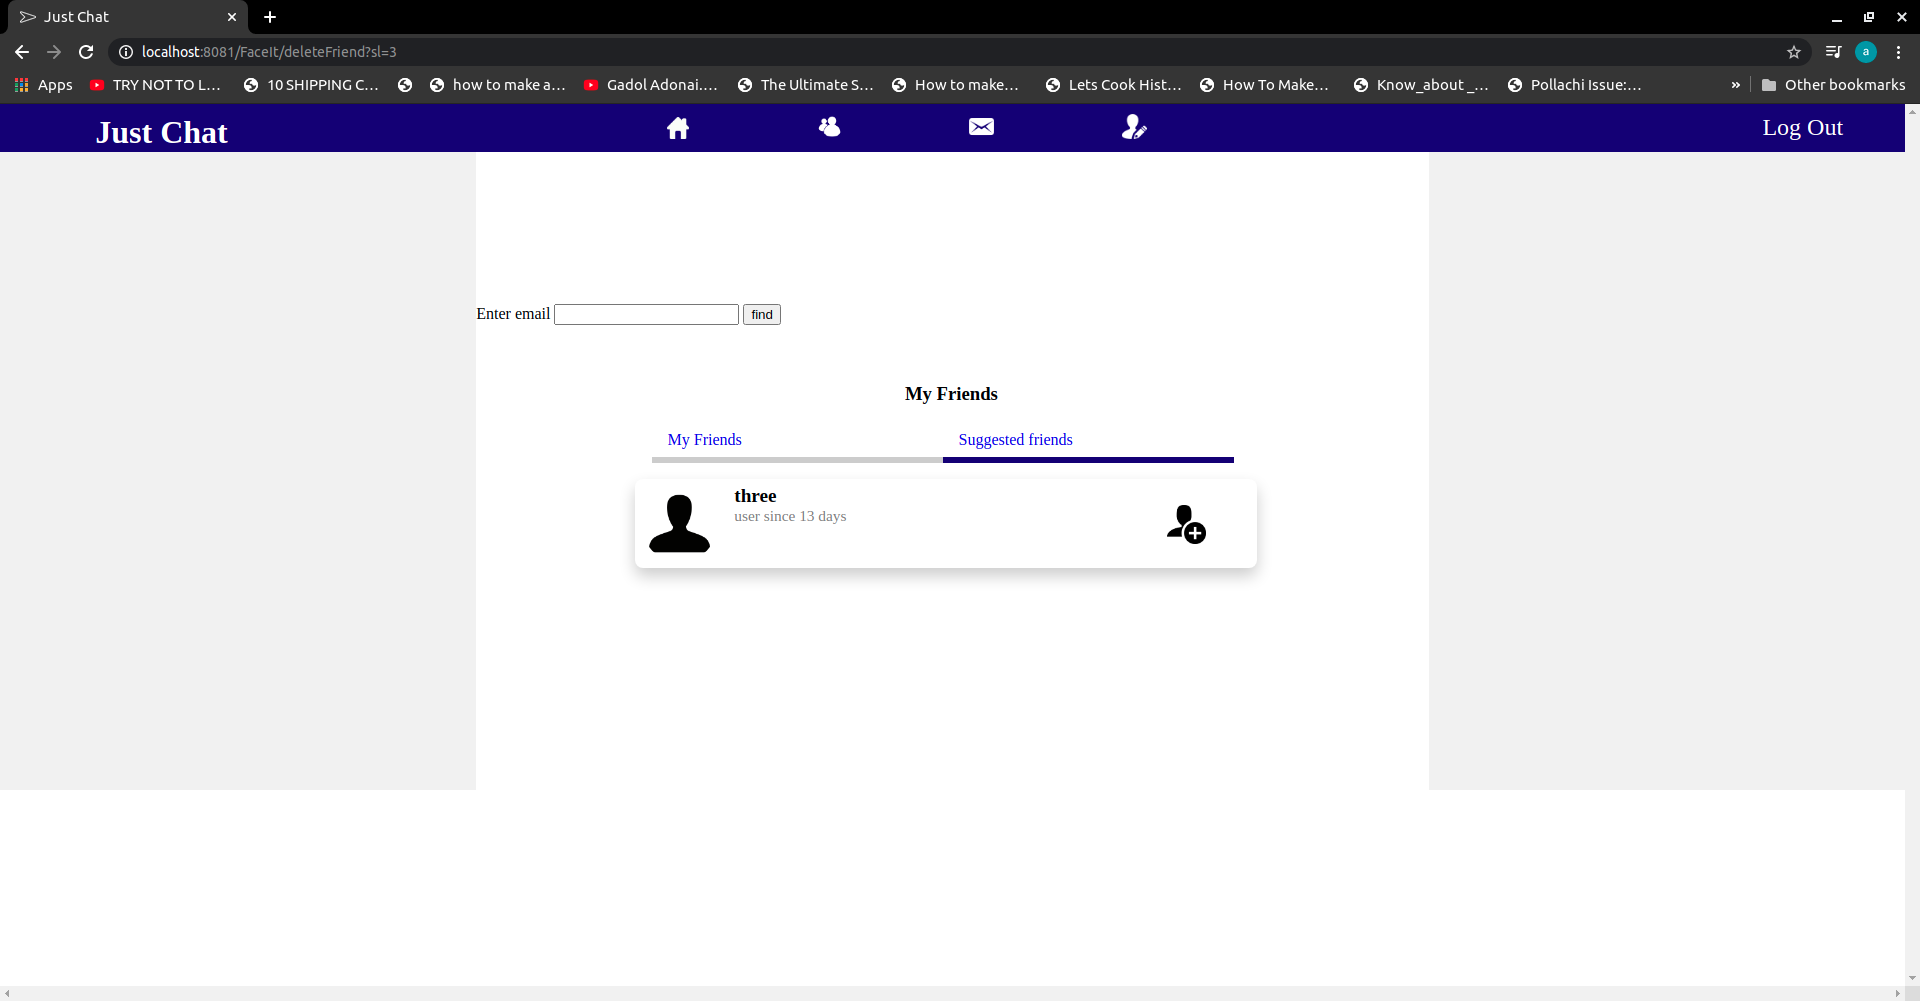 Just Chat
localhost:8081/FaceIt/deleteFriend?sl=3
a
Apps TRY NOT TO L... 10 SHIPPING C... how to make a... Gadol Adonai.... The Ultimate S... How to make... Lets Cook Hist... How To Make... Know_about _... Pollachi Issue:... » Other bookmarks
Just Chat Log Out
Enter email find
My Friends
My Friends Suggested friends
three
user since 13 days